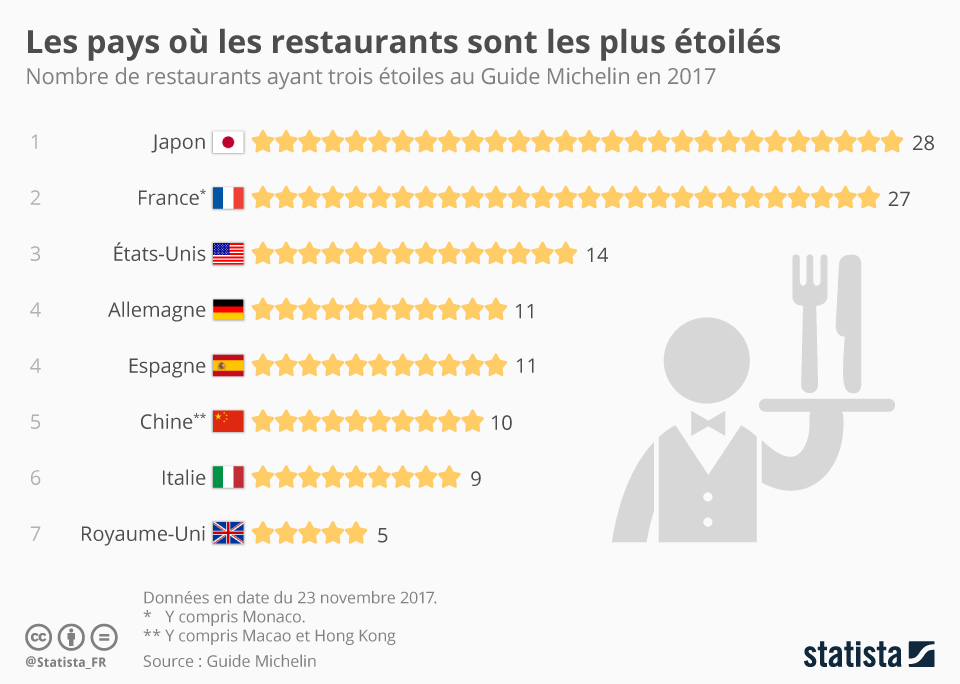 Les pays où les restaurants sont les plus étoilés
Nombre de restaurants ayant trois étoiles au Guide Michelin en 2017
1 Japon 28
2 France* 27
3 États-Unis 14
4 Allemagne 11
4 Espagne 11
5 Chine** 10
6 Italie 9
7 Royaume-Uni 5
Données en date du 23 novembre 2017.
* Y compris Monaco.
** Y compris Macao et Hong Kong
Source : Guide Michelin
cc
@Statista_FR
statista